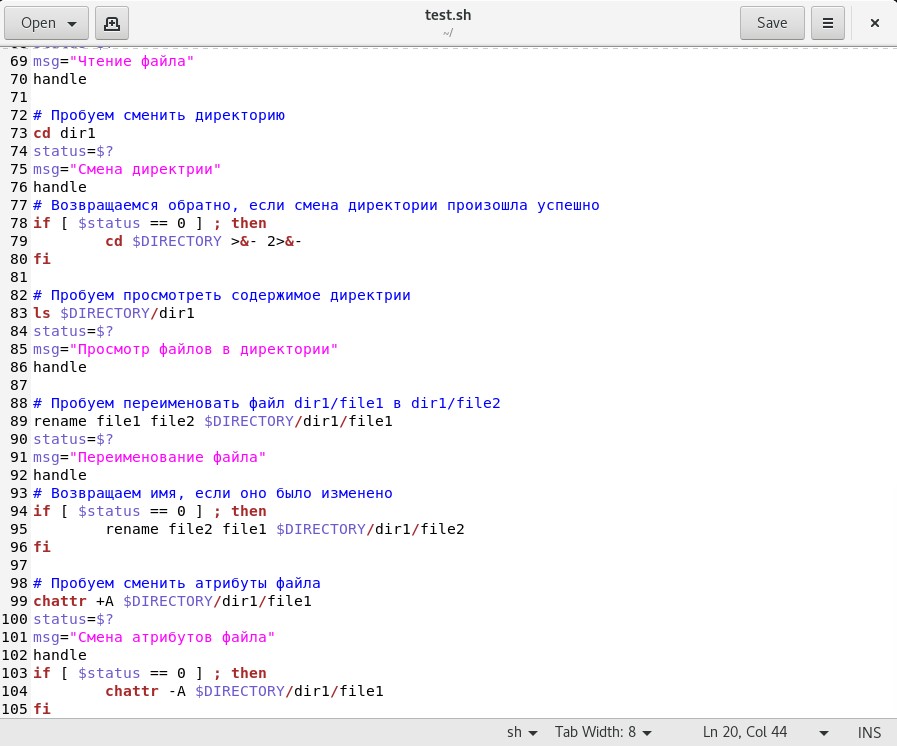 Open
test.sh
~/
Save
69 msg="Чтение файла"
70 handle
71
72 # Пробуем сменить директорию
73 cd dir1
74 status=$?
75 msg="Смена директрии"
76 handle
77 # Возвращаемся обратно, если смена директории произошла успешно
78 if [ $status == 0 ] ; then
79         cd $DIRECTORY >&- 2>&-
80 fi
81
82 # Пробуем просмотреть содержимое директрии
83 ls $DIRECTORY/dir1
84 status=$?
85 msg="Просмотр файлов в директории"
86 handle
87
88 # Пробуем переименовать файл dir1/file1 в dir1/file2
89 rename file1 file2 $DIRECTORY/dir1/file1
90 status=$?
91 msg="Переименование файла"
92 handle
93 # Возвращаем имя, если оно было изменено
94 if [ $status == 0 ] ; then
95         rename file2 file1 $DIRECTORY/dir1/file2
96 fi
97
98 # Пробуем сменить атрибуты файла
99 chattr +A $DIRECTORY/dir1/file1
100 status=$?
101 msg="Смена атрибутов файла"
102 handle
103 if [ $status == 0 ] ; then
104         chattr -A $DIRECTORY/dir1/file1
105 fi
sh Tab Width: 8 Ln 20, Col 44 INS